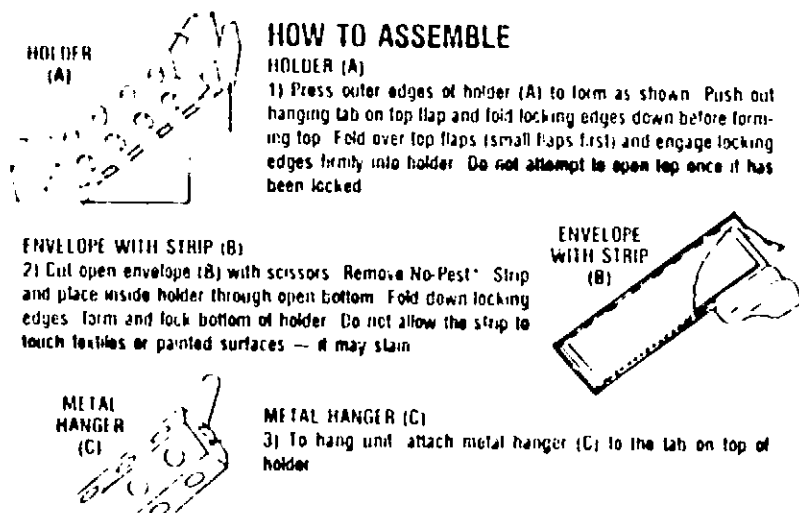 HOW TO ASSEMBLE
HOLDER
(A)
HOLDER (A)
1) Press outer edges of holder (A) to form as shown Push out
hanging tab on top flap and fold locking edges down before form-
ing top Fold over top flaps (small flaps first) and engage locking
edges firmly into holder Do not attempt to open top once it has
been locked
ENVELOPE WITH STRIP (B)
2) Cut open envelope (B) with scissors Remove No-Pest* Strip
and place inside holder through open bottom Fold down locking
edges form and lock bottom of holder Do not allow the strip to
touch textiles or painted surfaces — it may stain
ENVELOPE
WITH STRIP
(B)
METAL
HANGER
(C)
METAL HANGER (C)
3) To hang unit attach metal hanger (C) to the tab on top of
holder